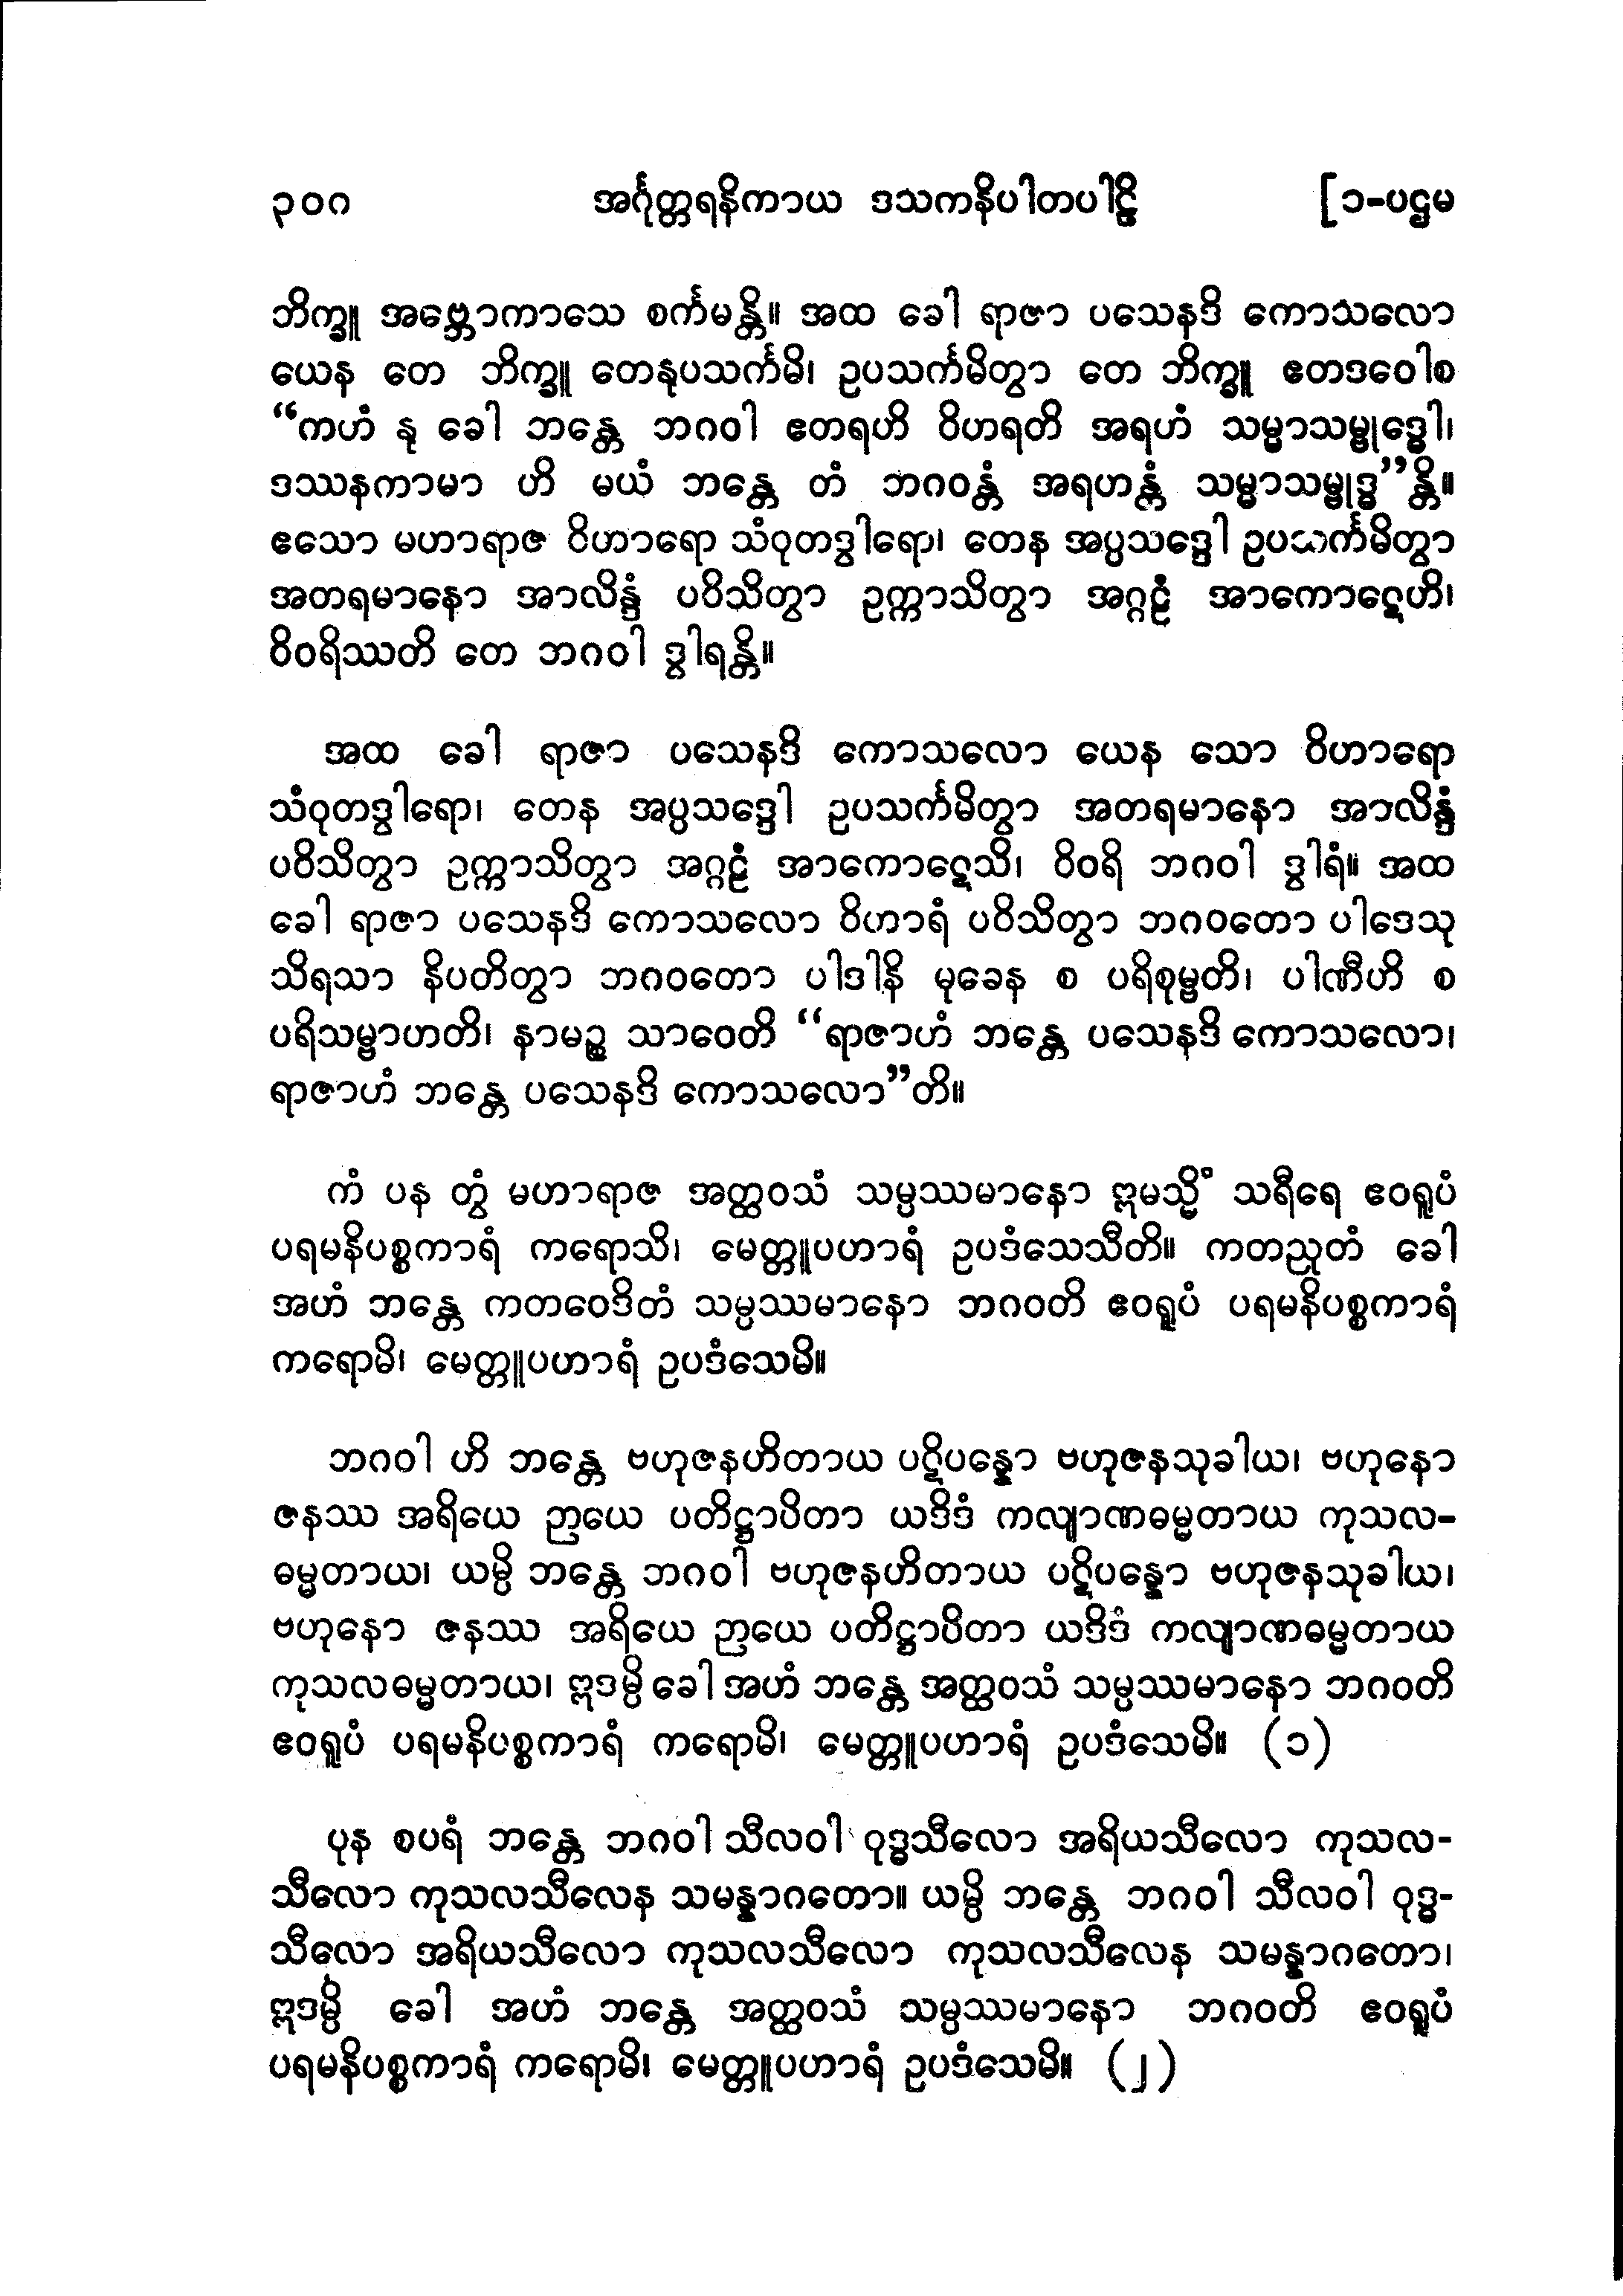 ၃၀ဂ အင်္ဂုတ္တရနိကာယ ဒသကနိပါတပါဠိ [၁-ပဌမ
ဘိက္ခူ အဗ္ဘောကာသေ စင်္ကမန္တိ။ အထ ခေါ ရာဇာ ပသေနဒိ ကောသလော
ယေန တေ ဘိက္ခူ တေနုပသင်္ကမိ၊ ဥပသင်္ကမိတွာ တေ ဘိက္ခူ ဧတဒဝေါစ
“ကဟံ နု ခေါ ဘန္တေ ဘဂဝါ ဧတရဟိ ဝိဟရတိ အရဟံ သမ္မာသမ္ဗုဒ္ဓေါ၊
ဒဿနကာမာ ဟိ မယံ ဘန္တေ တံ ဘဂဝန္တံ အရဟန္တံ သမ္မာသမ္ဗုဒ္ဓ”န္တိ။
ဧသော မဟာရာဇ ဝိဟာရော သံဝုတဒွါရော၊ တေန အပ္ပသဒ္ဒေါ ဥပသင်္ကမိတွာ
အတရမာနော အာလိန္ဒံ ပဝိသိတွာ ဥက္ကာသိတွာ အဂ္ဂဠံ အာကောဋေဟိ၊
ဝိဝရိဿတိ တေ ဘဂဝါ ဒွါရန္တိ။
အထ ခေါ ရာဇာ ပသေနဒိ ကောသလော ယေန သော ဝိဟာရော
သံဝုတဒွါရော၊ တေန အပ္ပသဒ္ဒေါ ဥပသင်္ကမိတွာ အတရမာနော အာလိန္ဒံ
ပဝိသိတွာ ဥက္ကာသိတွာ အဂ္ဂဠံ အာကောဋေသိ၊ ဝိဝရိ ဘဂဝါ ဒွါရံ။ အထ
ခေါ ရာဇာ ပသေနဒိ ကောသလော ဝိဟာရံ ပဝိသိတွာ ဘဂဝတော ပါဒေသု
သိရသာ နိပတိတွာ ဘဂဝတော ပါဒါနိ မုခေန စ ပရိစုမ္ဗတိ၊ ပါဏီဟိ စ
ပရိသမ္ဗာဟတိ၊ နာမဉ္စ သာဝေတိ “ရာဇာဟံ ဘန္တေ ပသေနဒိ ကောသလော၊
ရာဇာဟံ ဘန္တေ ပသေနဒိ ကောသလော”တိ။
ကံ ပန တွံ မဟာရာဇ အတ္ထဝသံ သမ္ပဿမာနော ဣမသ္မိံ သရီရေ ဧဝရူပံ
ပရမနိပစ္စကာရံ ကရောသိ၊ မေတ္တူပဟာရံ ဥပဒံသေသီတိ။ ကတညုတံ ခေါ
အဟံ ဘန္တေ ကတဝေဒိတံ သမ္ပဿမာနော ဘဂဝတိ ဧဝရူပံ ပရမနိပစ္စကာရံ
ကရောမိ၊ မေတ္တူပဟာရံ ဥပဒံသေမိ။
ဘဂဝါ ဟိ ဘန္တေ ဗဟုဇနဟိတာယ ပဋိပန္နော ဗဟုဇနသုခါယ၊ ဗဟုနော
ဇနဿ အရိယေ ဉာယေ ပတိဋ္ဌာပိတာ ယဒိဒံ ကလျာဏဓမ္မတာယ ကုသလ-
ဓမ္မတာယ၊ ယမ္ပိ ဘန္တေ ဘဂဝါ ဗဟုဇနဟိတာယ ပဋိပန္နော ဗဟုဇနသုခါယ၊
ဗဟုနော ဇနဿ အရိယေ ဉာယေ ပတိဋ္ဌာပိတာ ယဒိဒံ ကလျာဏဓမ္မတာယ
ကုသလဓမ္မတာယ၊ ဣဒမ္ပိ ခေါ အဟံ ဘန္တေ အတ္ထဝသံ သမ္ပဿမာနော ဘဂဝတိ
ဧဝရူပံ ပရမနိပစ္စကာရံ ကရောမိ၊ မေတ္တူပဟာရံ ဥပဒံသေမိ။ (၁)
ပုန စပရံ ဘန္တေ ဘဂဝါ သီလဝါ ဝုဒ္ဓသီလော အရိယသီလော ကုသလ-
သီလော ကုသလသီလေန သမန္နာဂတော။ ယမ္ပိ ဘန္တေ ဘဂဝါ သီလဝါ ဝုဒ္ဓ-
သီလော အရိယသီလော ကုသလသီလော ကုသလသီလေန သမန္နာဂတော၊
ဣဒမ္ပိ ခေါ အဟံ ဘန္တေ အတ္ထဝသံ သမ္ပဿမာနော ဘဂဝတိ ဧဝရူပံ
ပရမနိပစ္စကာရံ ကရောမိ၊ မေတ္တူပဟာရံ ဥပဒံသေမိ။ (၂)